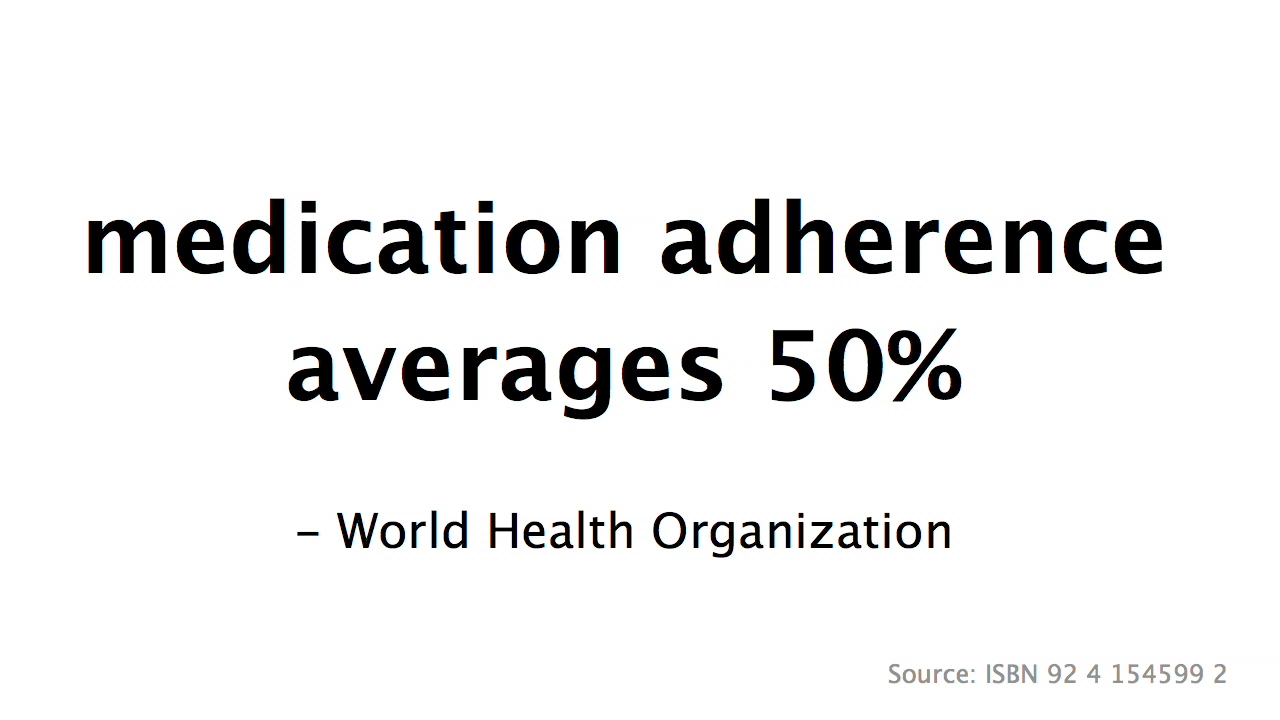 medication adherence
averages 50%
– World Health Organization
Source: ISBN 92 4 154599 2